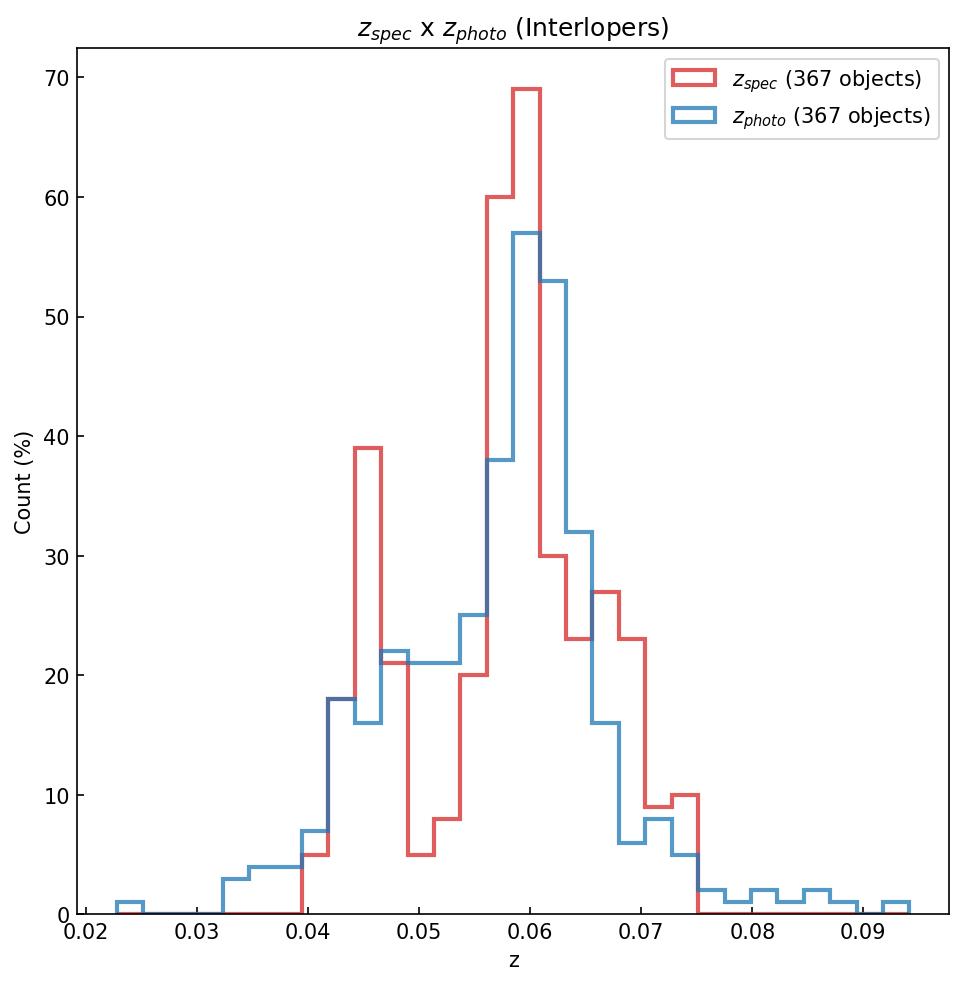 z_spec x z_photo (Interlopers)
z_spec (367 objects)
z_photo (367 objects)
Count (%)
70
60
50
40
30
20
10
0
0.02 0.03 0.04 0.05 0.06 0.07 0.08 0.09
z